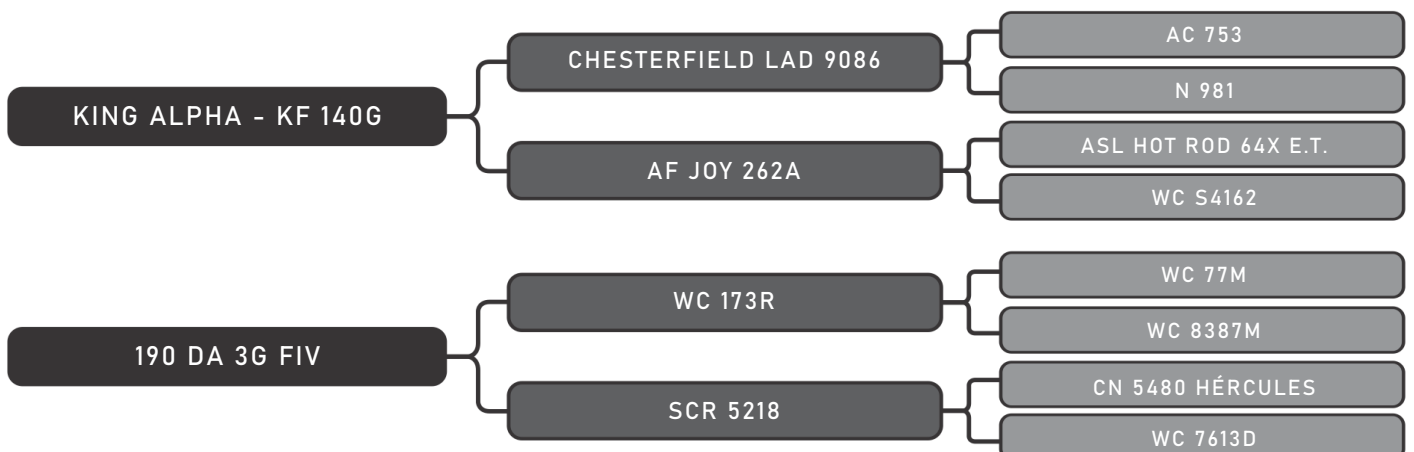 AC 753
CHESTERFIELD LAD 9086
N 981
KING ALPHA - KF 140G
ASL HOT ROD 64X E.T.
AF JOY 262A
WC S4162
WC 77M
WC 173R
WC 8387M
190 DA 3G FIV
CN 5480 HÉRCULES
SCR 5218
WC 7613D